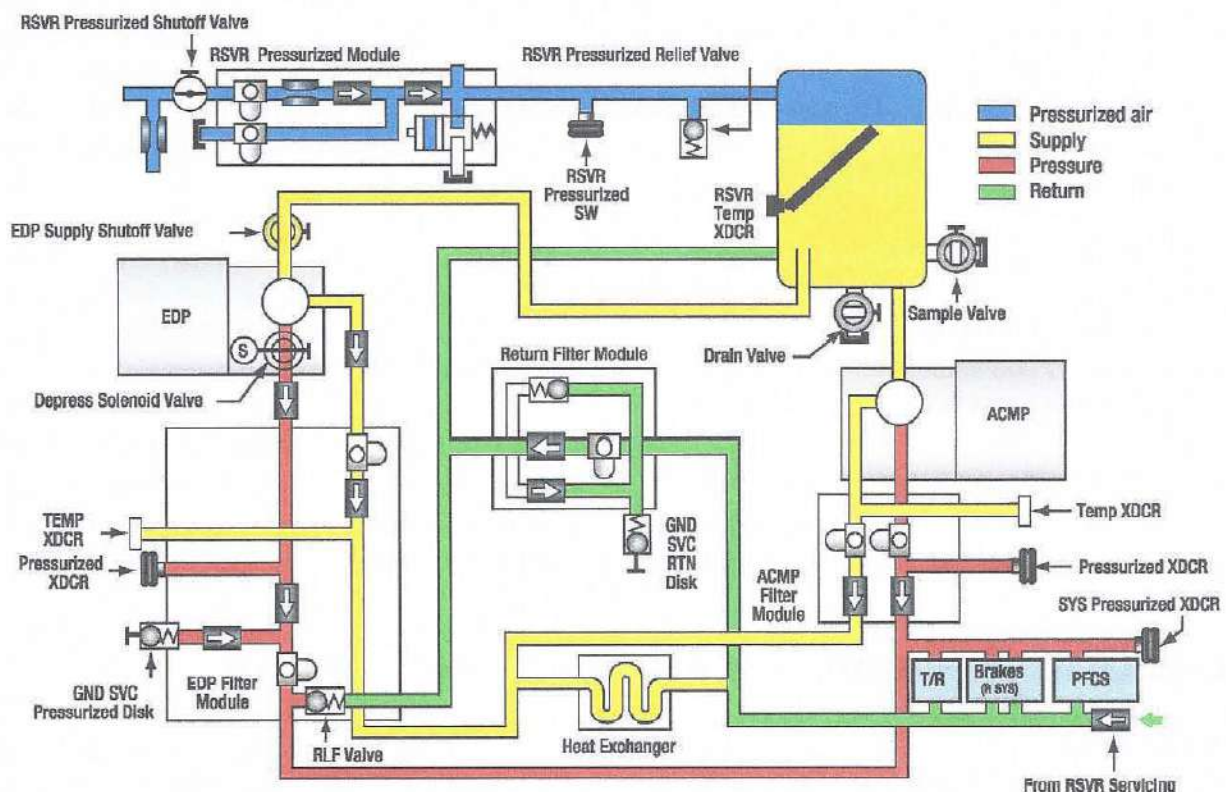 RSVR Pressurized Shutoff Valve
RSVR Pressurized Module
RSVR Pressurized Relief Valve
Pressurized air
Supply
Pressure
Return
RSVR
Pressurized
SW
RSVR
Temp
XDCR
EDP Supply Shutoff Valve
EDP
S
Depress Solenoid Valve
Sample Valve
Drain Valve
Return Filter Module
ACMP
TEMP
XDCR
Pressurized
XDCR
GND
SVC
RTN
Disk
Temp XDCR
Pressurized XDCR
ACMP
Filter
Module
SYS Pressurized XDCR
GND SVC
Pressurized Disk
EDP Filter
Module
RLF Valve
Heat Exchanger
T/R
Brakes
(R SYS)
PFCS
From RSVR Servicing